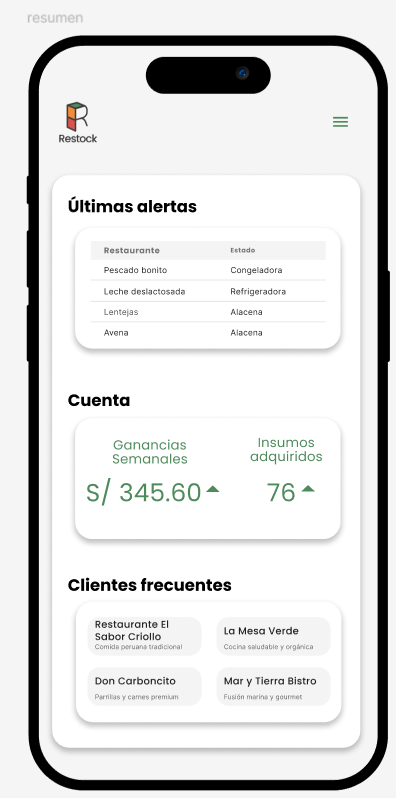 resumen
Restock
Últimas alertas
Restaurante Estado
Pescado bonito Congeladora
Leche deslactosada Refrigeradora
Lentejas Alacena
Avena Alacena
Cuenta
Ganancias
Semanales
S/ 345.60
Insumos
adquiridos
76
Clientes frecuentes
Restaurante El
Sabor Criollo
Comida peruana tradicional
La Mesa Verde
Cocina saludable y orgánica
Don Carboncito
Parrillas y carnes premium
Mar y Tierra Bistro
Fusión marina y gourmet